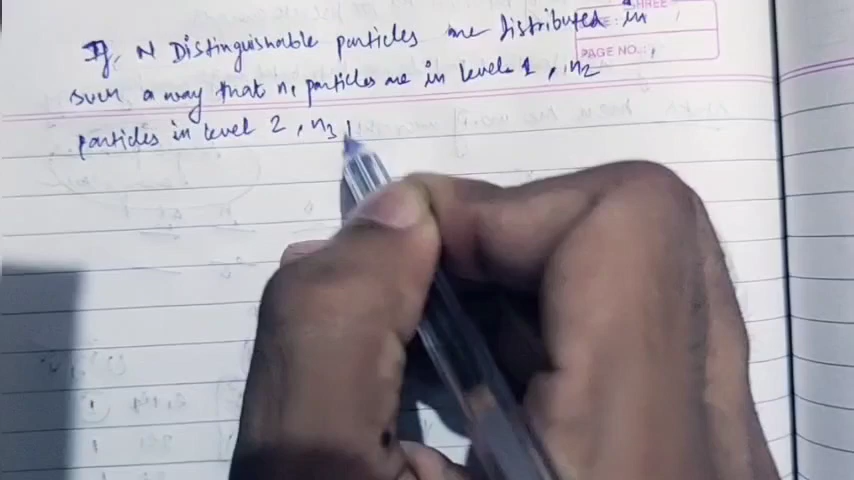 If, N Distinguishable particles are distributed in
such a way that n1 particles are in level 1, n2
particles in level 2, n3
PAGE NO.: